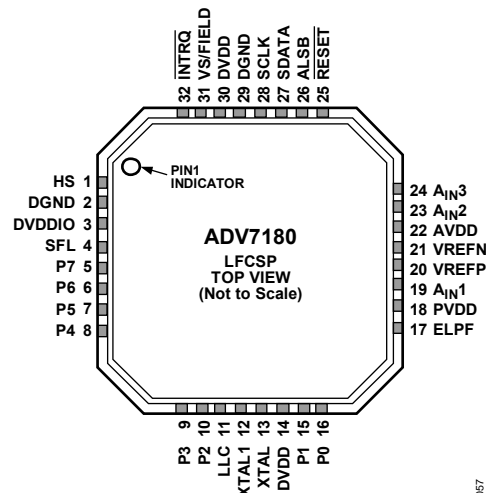 32 INTRQ
31 VS/FIELD
30 DVDD
29 DGND
28 SCLK
27 SDATA
26 ALSB
25 RESET
HS 1
DGND 2
DVDDIO 3
SFL 4
P7 5
P6 6
P5 7
P4 8
PIN1
INDICATOR
ADV7180
LFCSP
TOP VIEW
(Not to Scale)
24 AIN3
23 AIN2
22 AVDD
21 VREFN
20 VREFP
19 AIN1
18 PVDD
17 ELPF
P3 9
P2 10
LLC 11
XTAL1 12
XTAL 13
DVDD 14
P1 15
P0 16